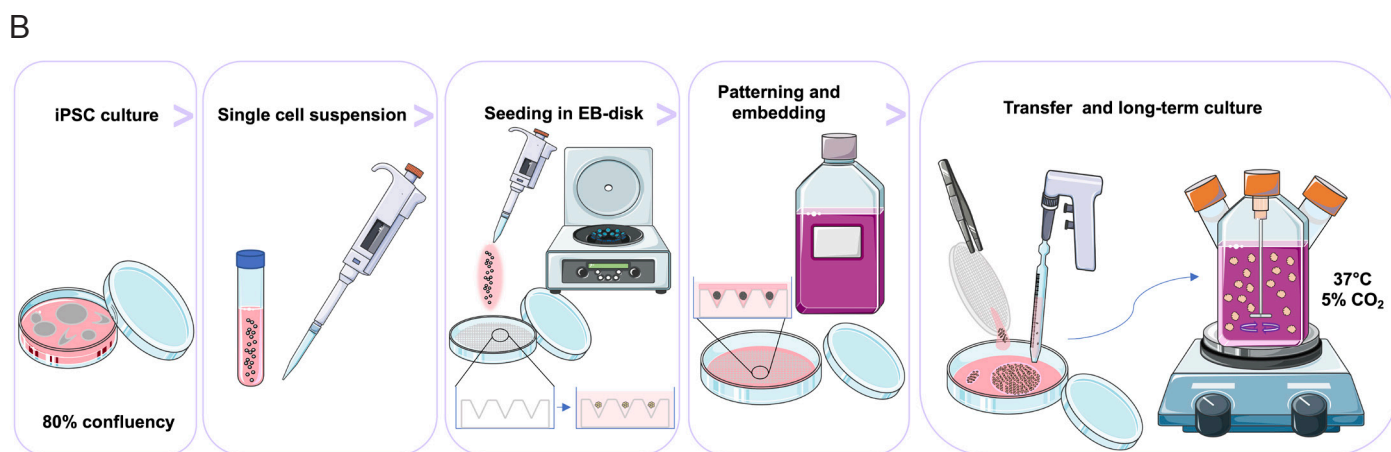 B
iPSC culture
>
Single cell suspension
>
Seeding in EB-disk
>
Patterning and
embedding
>
Transfer and long-term culture
80% confluency
37°C
5% CO₂